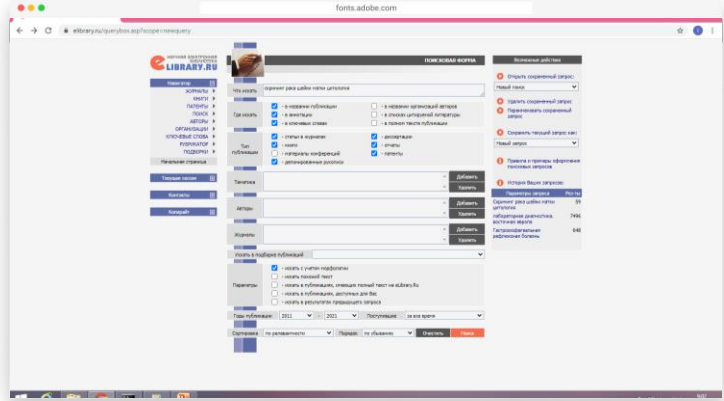 fonts.adobe.com
elibrary.ru/querybox.asp?scope=newquery
НАУЧНАЯ ЭЛЕКТРОННАЯ
БИБЛИОТЕКА
LIBRARY.RU
ПОИСКОВАЯ ФОРМА
Возможные действия
Навигатор
ЖУРНАЛЫ
КНИГИ
ПАТЕНТЫ
ПОИСК
АВТОРЫ
ОРГАНИЗАЦИИ
КЛЮЧЕВЫЕ СЛОВА
РУБРИКАТОР
ПОДБОРКИ
Начальная страница
Текущая сессия
Контакты
Копирайт
Что искать
скрининг рака шейки матки цитология
Где искать
- в названии публикации
- в названии организаций авторов
- в аннотации
- в списках цитируемой литературы
- в ключевых словах
- в полном тексте публикации
Тип публикации
- статьи в журналах
- диссертации
- книги
- отчеты
- материалы конференций
- патенты
- депонированные рукописи
Тематика
Добавить
Удалить
Авторы
Добавить
Удалить
Журналы
Добавить
Удалить
Искать в подборке публикаций
Параметры
- искать с учетом морфологии
- искать похожий текст
- искать в публикациях, имеющих полный текст на eLibrary.Ru
- искать в публикациях, доступных для Вас
- искать в результатах предыдущего запроса
Годы публикации
2011
-
2021
Поступившие
за все время
Сортировка
по релевантности
Порядок
по убыванию
Очистить
Поиск
Открыть сохраненный запрос:
Новый поиск
Удалить сохраненный запрос
Переименовать сохраненный
запрос
Сохранить текущий запрос как:
Новый запрос
Правила и примеры оформления
поисковых запросов
История Ваших запросов:
Параметры запроса
Скрининг рака шейки матки
цитология
59
лабораторная диагностика,
восточная европа
7496
Гастроэзофагеальная
рефлюксная болезнь
648